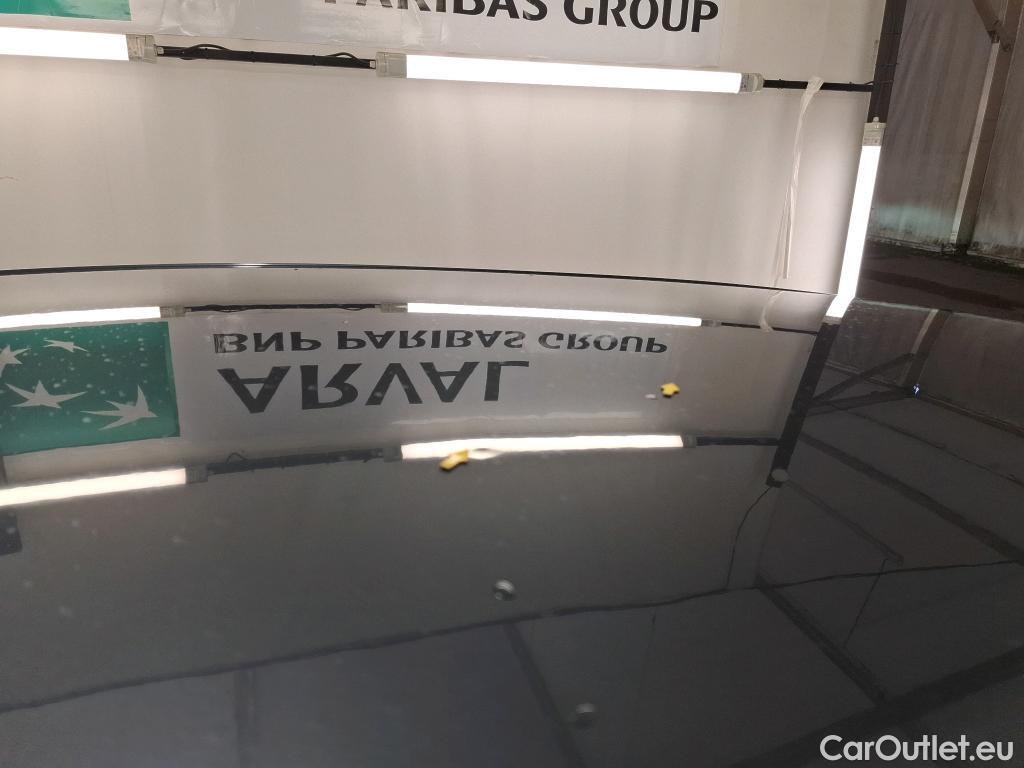 PARIBAS GROUP
BNP PARIBAS GROUP
ARVAL
CarOutlet.eu